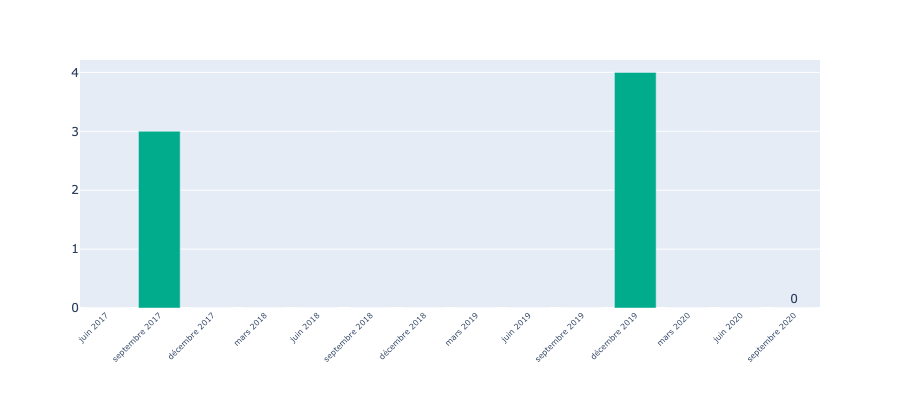 4
3
2
1
0
0
juin 2017
septembre 2017
décembre 2017
mars 2018
juin 2018
septembre 2018
décembre 2018
mars 2019
juin 2019
septembre 2019
décembre 2019
mars 2020
juin 2020
septembre 2020